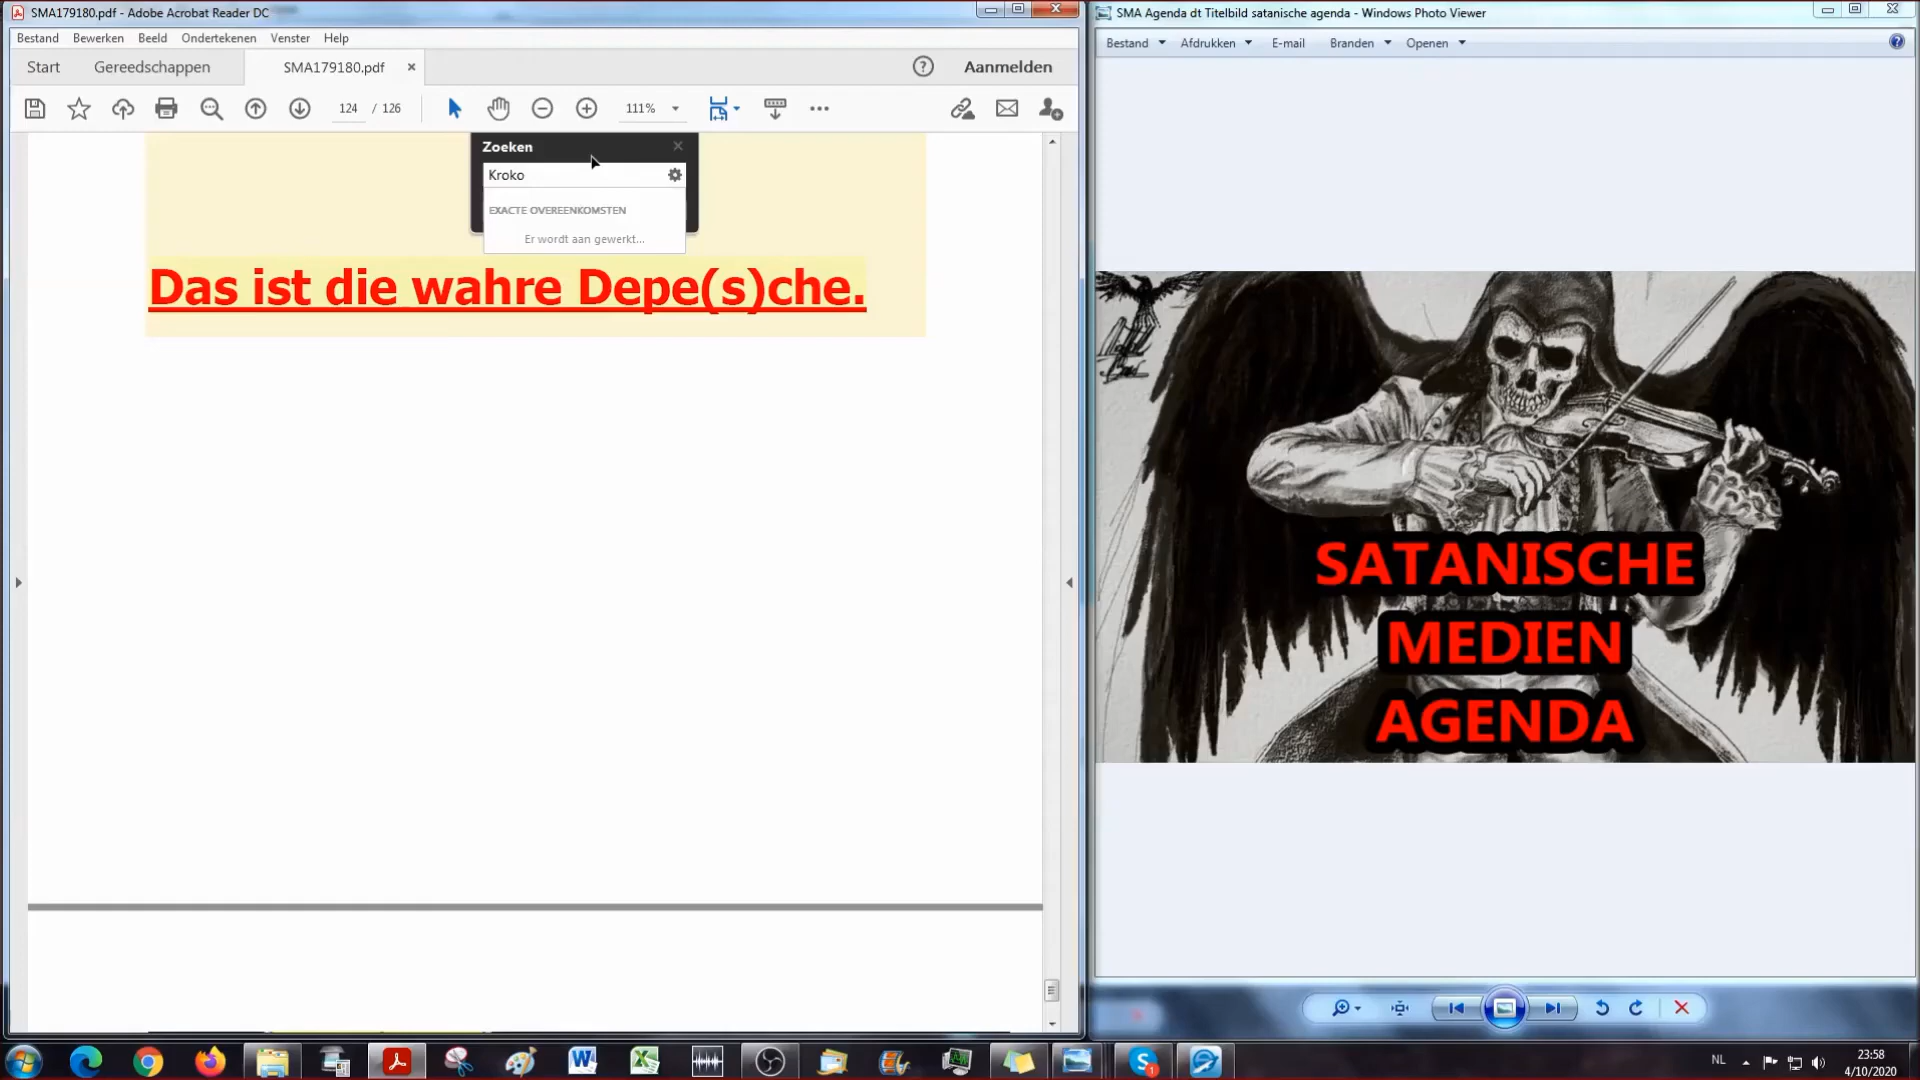 SMA179180.pdf - Adobe Acrobat Reader DC
Bestand Bewerken Beeld Ondertekenen Venster Help
Start Gereedschappen SMA179180.pdf Aanmelden
124 / 126 111%
Zoeken
Kroko
EXACTE OVEREENKOMSTEN
Er wordt aan gewerkt...
Das ist die wahre Depe(s)che.
SMA Agenda dt Titelbild satanische agenda - Windows Photo Viewer
Bestand Afdrukken E-mail Branden Openen
SATANISCHE
MEDIEN
AGENDA
NL
23:58
4/10/2020